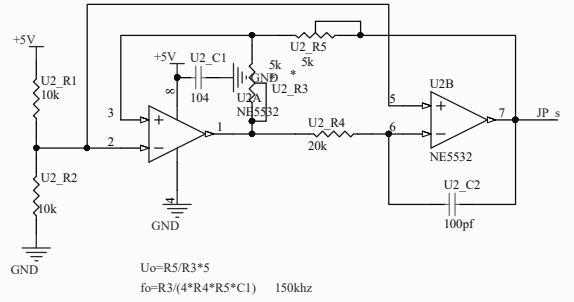 +5V
U2_R1
10k
U2_R2
10k
GND
+5V
U2_C1
104
GND
8
3
2
1
4
GND
U2A
NE5532
5k
*
U2_R3
U2_R5
5k
U2_R4
20k
5
6
7
U2B
NE5532
JP_s
U2_C2
100pf
Uo=R5/R3*5
fo=R3/(4*R4*R5*C1) 150khz